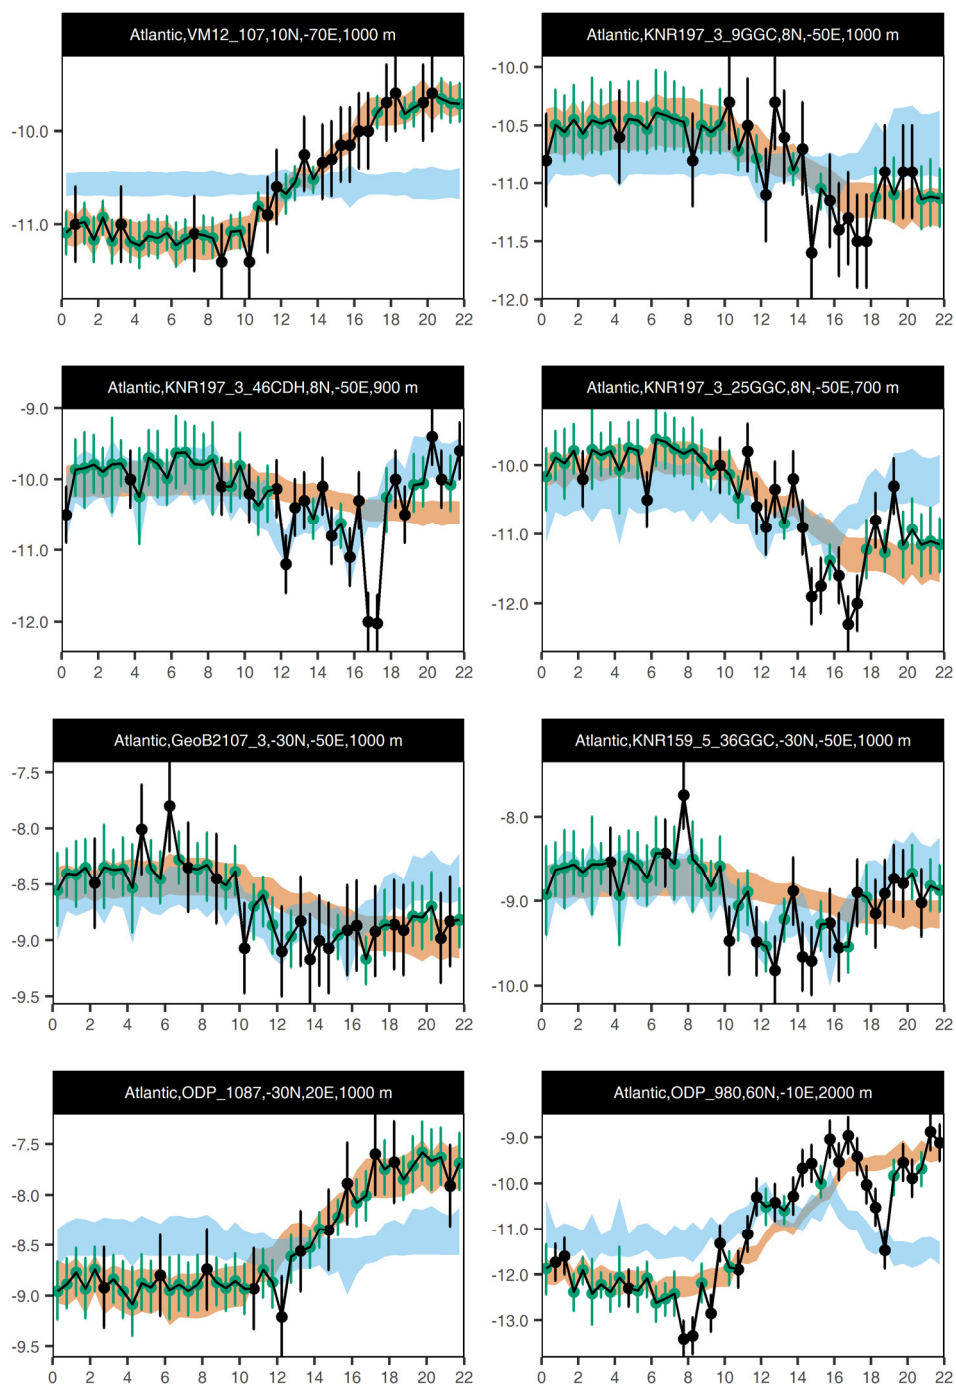 Atlantic,VM12_107,10N,-70E,1000 m
-10.0
-11.0
0 2 4 6 8 10 12 14 16 18 20 22
Atlantic,KNR197_3_9GGC,8N,-50E,1000 m
-10.0
-10.5
-11.0
-11.5
-12.0
0 2 4 6 8 10 12 14 16 18 20 22
Atlantic,KNR197_3_46CDH,8N,-50E,900 m
-9.0
-10.0
-11.0
-12.0
0 2 4 6 8 10 12 14 16 18 20 22
Atlantic,KNR197_3_25GGC,8N,-50E,700 m
-10.0
-11.0
-12.0
0 2 4 6 8 10 12 14 16 18 20 22
Atlantic,GeoB2107_3,-30N,-50E,1000 m
-7.5
-8.0
-8.5
-9.0
-9.5
0 2 4 6 8 10 12 14 16 18 20 22
Atlantic,KNR159_5_36GGC,-30N,-50E,1000 m
-8.0
-9.0
-10.0
0 2 4 6 8 10 12 14 16 18 20 22
Atlantic,ODP_1087,-30N,20E,1000 m
-7.5
-8.0
-8.5
-9.0
-9.5
0 2 4 6 8 10 12 14 16 18 20 22
Atlantic,ODP_980,60N,-10E,2000 m
-9.0
-10.0
-11.0
-12.0
-13.0
0 2 4 6 8 10 12 14 16 18 20 22